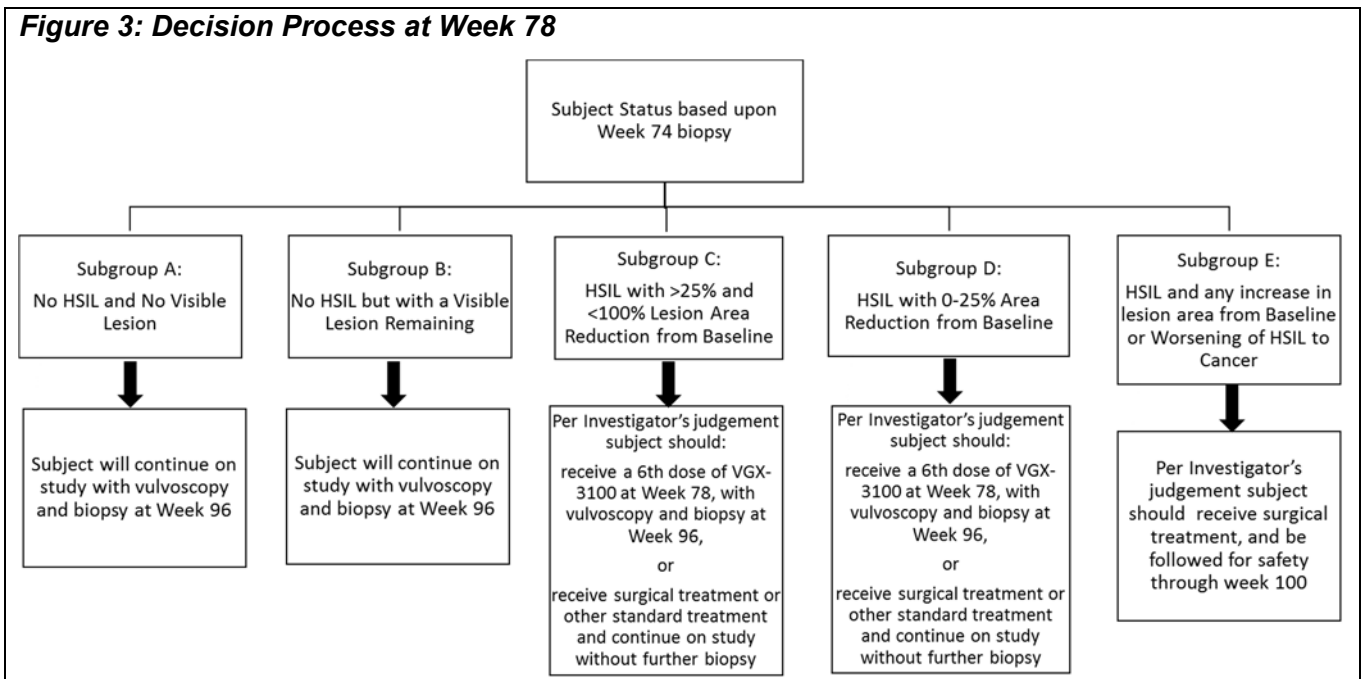 Figure 3: Decision Process at Week 78
Subject Status based upon
Week 74 biopsy
Subgroup A:
No HSIL and No Visible
Lesion
Subject will continue on
study with vulvoscopy
and biopsy at Week 96
Subgroup B:
No HSIL but with a Visible
Lesion Remaining
Subject will continue on
study with vulvoscopy
and biopsy at Week 96
Subgroup C:
HSIL with >25% and
<100% Lesion Area
Reduction from Baseline
Per Investigator's judgement
subject should:
receive a 6th dose of VGX-
3100 at Week 78, with
vulvoscopy and biopsy at
Week 96,
or
receive surgical treatment or
other standard treatment
and continue on study
without further biopsy
Subgroup D:
HSIL with 0-25% Area
Reduction from Baseline
Per Investigator's judgement
subject should:
receive a 6th dose of VGX-
3100 at Week 78, with
vulvoscopy and biopsy at
Week 96,
or
receive surgical treatment or
other standard treatment
and continue on study
without further biopsy
Subgroup E:
HSIL and any increase in
lesion area from Baseline
or Worsening of HSIL to
Cancer
Per Investigator's
judgement subject
should receive surgical
treatment, and be
followed for safety
through week 100